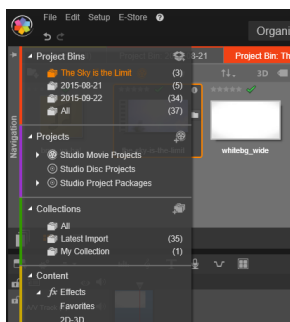 File Edit Setup E-Store
Organi
Project Bins
8-21
Project Bin: Th
The Sky is the Limit (3)
3D
2015-08-21 (5)
2015-09-22 (34)
All (37)
Navigation
Projects
whitebg_wide
Studio Movie Projects
Studio Disc Projects
Studio Project Packages
Collections
All
Latest Import (35)
My Collection (1)
Content
fx Effects
Favorites
2D-3D